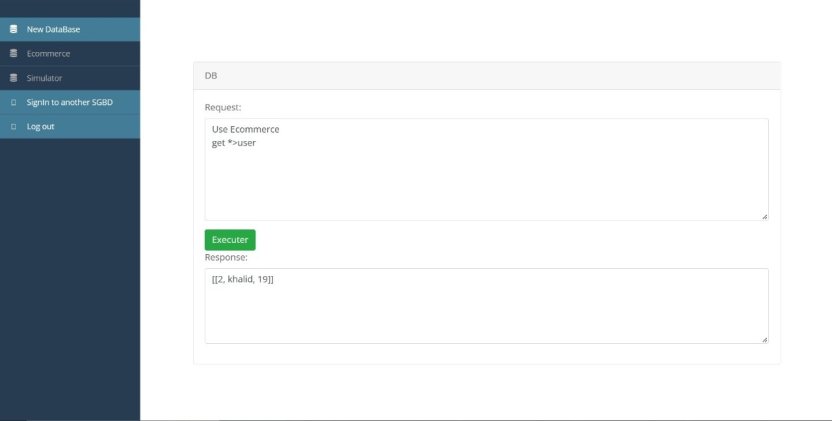 New DataBase
Ecommerce
Simulator
SignIn to another SGBD
Log out
DB
Request:
Use Ecommerce
get *>user
Executer
Response:
[[2, khalid, 19]]